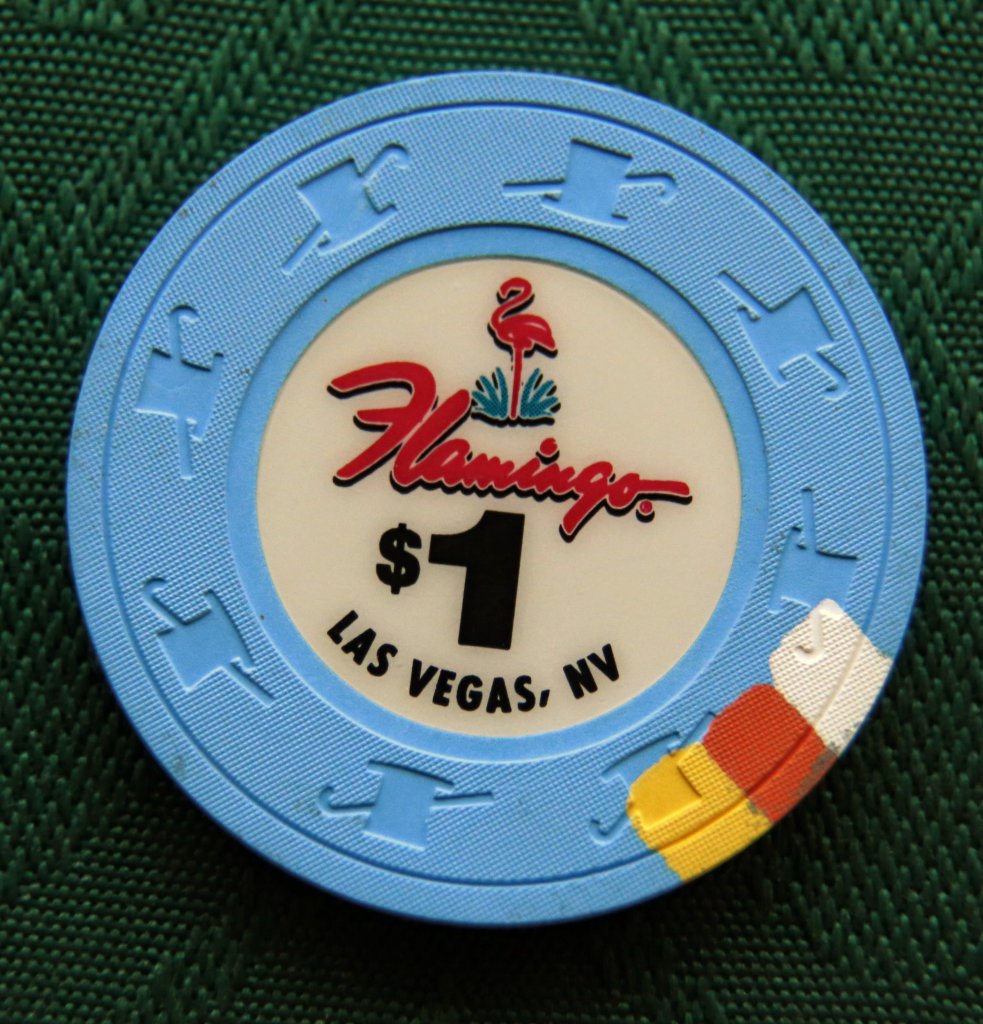 Flamingo
$1
LAS VEGAS, NV